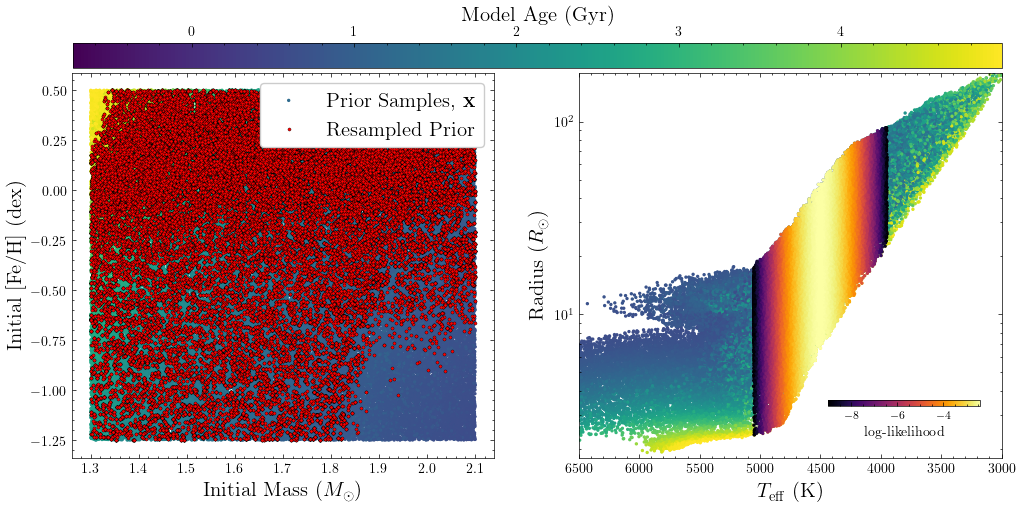 Model Age (Gyr)
0 1 2 3 4
Prior Samples, x
Resampled Prior
Initial [Fe/H] (dex)
0.50
0.25
0.00
−0.25
−0.50
−0.75
−1.00
−1.25
1.3 1.4 1.5 1.6 1.7 1.8 1.9 2.0 2.1
Initial Mass (M☉)
Radius (R☉)
10²
10¹
−8 −6 −4
log-likelihood
6500 6000 5500 5000 4500 4000 3500 3000
Teff (K)